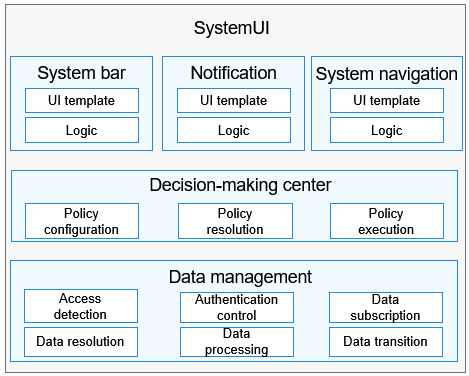 SystemUI
System bar
UI template
Logic
Notification
UI template
Logic
System navigation
UI template
Logic
Decision-making center
Policy
configuration
Policy
resolution
Policy
execution
Data management
Access
detection
Authentication
control
Data
subscription
Data resolution
Data
processing
Data transition